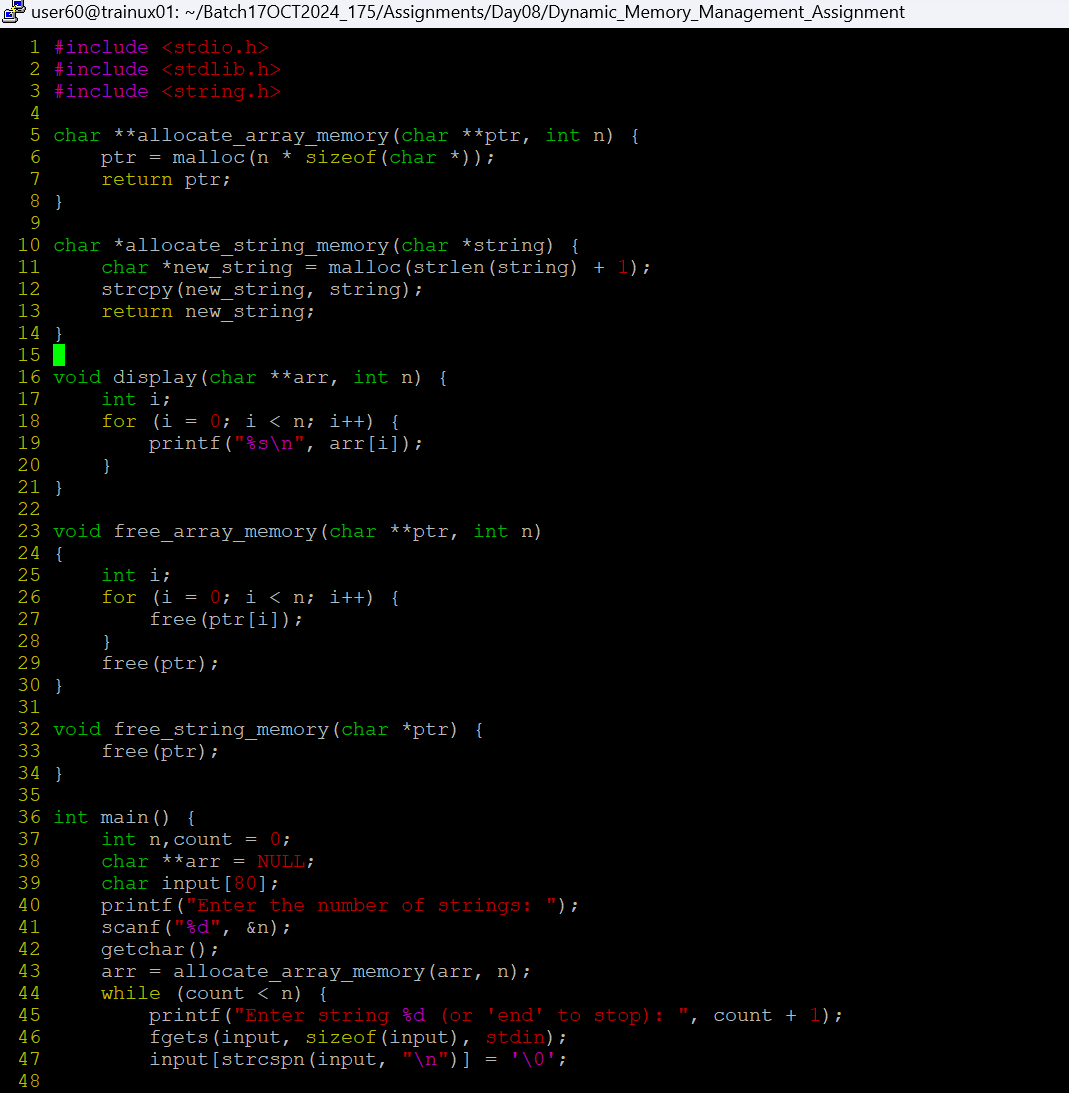 user60@trainux01: ~/Batch17OCT2024_175/Assignments/Day08/Dynamic_Memory_Management_Assignment
1 #include <stdio.h>
2 #include <stdlib.h>
3 #include <string.h>
4
5 char **allocate_array_memory(char **ptr, int n) {
6     ptr = malloc(n * sizeof(char *));
7     return ptr;
8 }
9
10 char *allocate_string_memory(char *string) {
11     char *new_string = malloc(strlen(string) + 1);
12     strcpy(new_string, string);
13     return new_string;
14 }
15
16 void display(char **arr, int n) {
17     int i;
18     for (i = 0; i < n; i++) {
19         printf("%s\n", arr[i]);
20     }
21 }
22
23 void free_array_memory(char **ptr, int n)
24 {
25     int i;
26     for (i = 0; i < n; i++) {
27         free(ptr[i]);
28     }
29     free(ptr);
30 }
31
32 void free_string_memory(char *ptr) {
33     free(ptr);
34 }
35
36 int main() {
37     int n,count = 0;
38     char **arr = NULL;
39     char input[80];
40     printf("Enter the number of strings: ");
41     scanf("%d", &n);
42     getchar();
43     arr = allocate_array_memory(arr, n);
44     while (count < n) {
45         printf("Enter string %d (or 'end' to stop): ", count + 1);
46         fgets(input, sizeof(input), stdin);
47         input[strcspn(input, "\n")] = '\0';
48